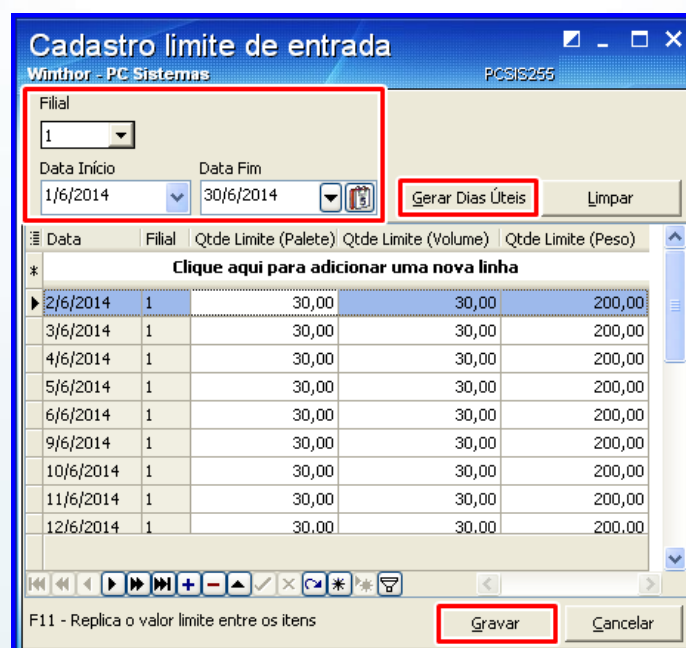 Cadastro limite de entrada
Winthor - PC Sistemas PCSIS255
Filial
1
Data Início Data Fim
1/6/2014 30/6/2014 Gerar Dias Úteis Limpar
Data Filial Qtde Limite (Palete) Qtde Limite (Volume) Qtde Limite (Peso)
* Clique aqui para adicionar uma nova linha
2/6/2014 1 30,00 30,00 200,00
3/6/2014 1 30,00 30,00 200,00
4/6/2014 1 30,00 30,00 200,00
5/6/2014 1 30,00 30,00 200,00
6/6/2014 1 30,00 30,00 200,00
9/6/2014 1 30,00 30,00 200,00
10/6/2014 1 30,00 30,00 200,00
11/6/2014 1 30,00 30,00 200,00
12/6/2014 1 30,00 30,00 200,00
F11 - Replica o valor limite entre os itens Gravar Cancelar